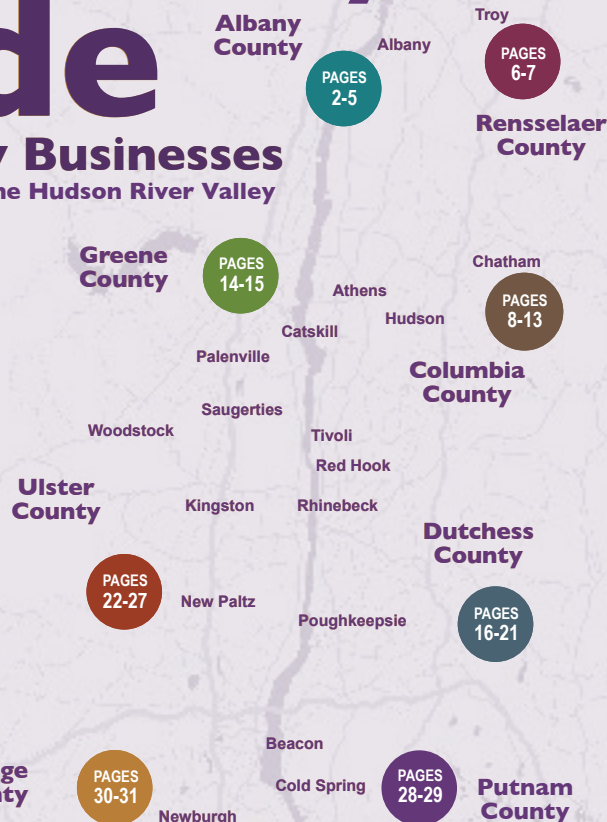 de
Businesses
Hudson River Valley
Albany
County
Albany
PAGES
2-5
Troy
PAGES
6-7
Rensselaer
County
Greene
County
PAGES
14-15
Athens
Chatham
PAGES
8-13
Hudson
Catskill
Palenville
Columbia
County
Saugerties
Woodstock
Tivoli
Red Hook
Ulster
County
Kingston
Rhinebeck
Dutchess
County
PAGES
22-27
New Paltz
Poughkeepsie
PAGES
16-21
Beacon
ge
ty
PAGES
30-31
Cold Spring
PAGES
28-29
Putnam
County
Newburgh